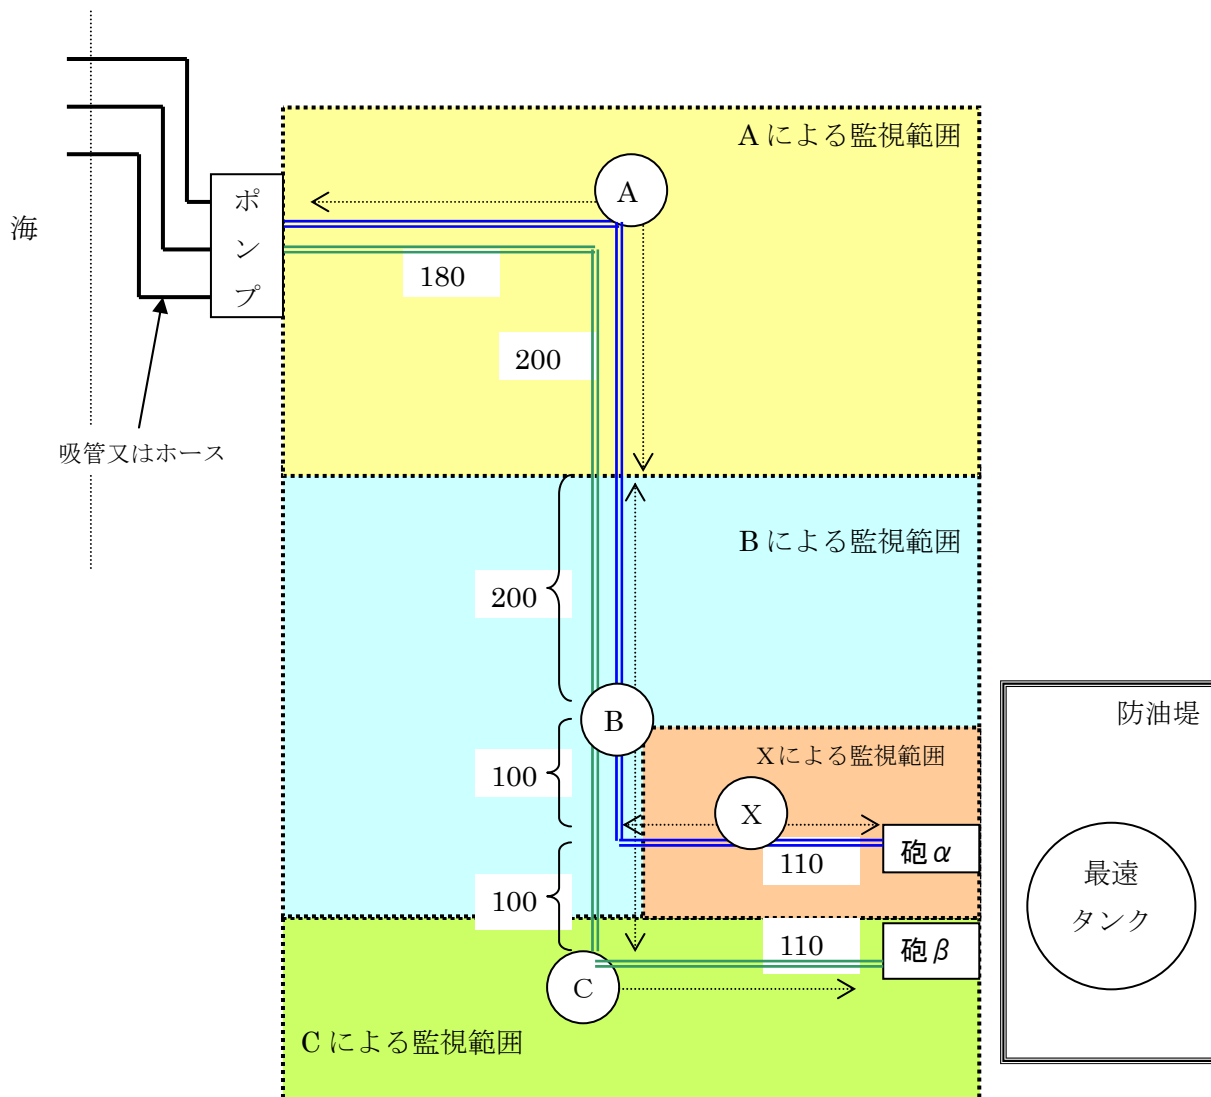 Aによる監視範囲
A
ポ
ン
プ
海
180
200
吸管又はホース
Bによる監視範囲
200
B
防油堤
Xによる監視範囲
100
X
110
砲α
最遠
タンク
100
110
砲β
C
Cによる監視範囲